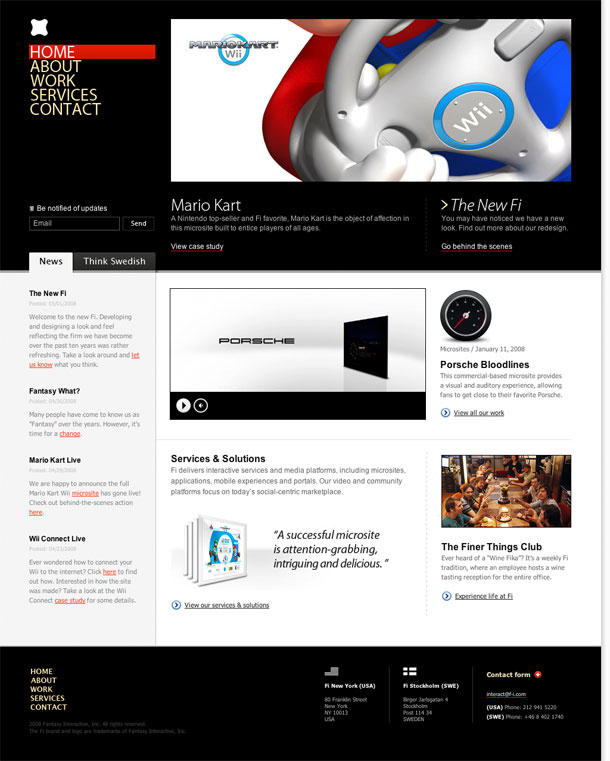 HOME
ABOUT
WORK
SERVICES
CONTACT
MARIOKART
Wii
Wii
Be notified of updates
Email
Send
Mario Kart
A Nintendo top-seller and Fi favorite, Mario Kart is the object of affection in
this microsite built to entice players of all ages.
View case study
The New Fi
You may have noticed we have a new
look. Find out more about our redesign.
Go behind the scenes
News
Think Swedish
The New Fi
Posted: 05/01/2008
Welcome to the new Fi. Developing
and designing a look and feel
reflecting the firm we have become
over the past ten years was rather
refreshing. Take a look around and let
us know what you think.
Fantasy What?
Posted: 04/30/2008
Many people have come to know us as
"Fantasy" over the years. However, it's
time for a change.
Mario Kart Live
Posted: 04/29/2008
We are happy to announce the full
Mario Kart Wii microsite has gone live!
Check out behind-the-scenes action
here.
Wii Connect Live
Posted: 04/23/2008
Ever wondered how to connect your
Wii to the internet? Click here to find
out how. Interested in how the site
was made? Take a look at the Wii
Connect case study for some details.
PORSCHE
Microsites / January 11, 2008
Porsche Bloodlines
This commercial-based microsite provides
a visual and auditory experience, allowing
fans to get close to their favorite Porsche.
View all our work
Services & Solutions
Fi delivers interactive services and media platforms, including microsites,
applications, mobile experiences and portals. Our video and community
platforms focus on today's social-centric marketplace.
"A successful microsite
is attention-grabbing,
intriguing and delicious."
View our services & solutions
The Finer Things Club
Ever heard of a "Wine Fika"? It's a weekly Fi
tradition, where an employee hosts a wine
tasting reception for the entire office.
Experience life at Fi
HOME
ABOUT
WORK
SERVICES
CONTACT
2008 Fantasy Interactive, Inc. All rights reserved.
The Fi brand and logo are trademarks of Fantasy Interactive, Inc.
Fi New York (USA)
80 Franklin Street
New York
NY 10013
USA
Fi Stockholm (SWE)
Birger Jarlsgatan 4
Stockholm
Post 114 34
SWEDEN
Contact form
interact@f-i.com
(USA) Phone: 212 941 5220
(SWE) Phone: +46 8 402 1740